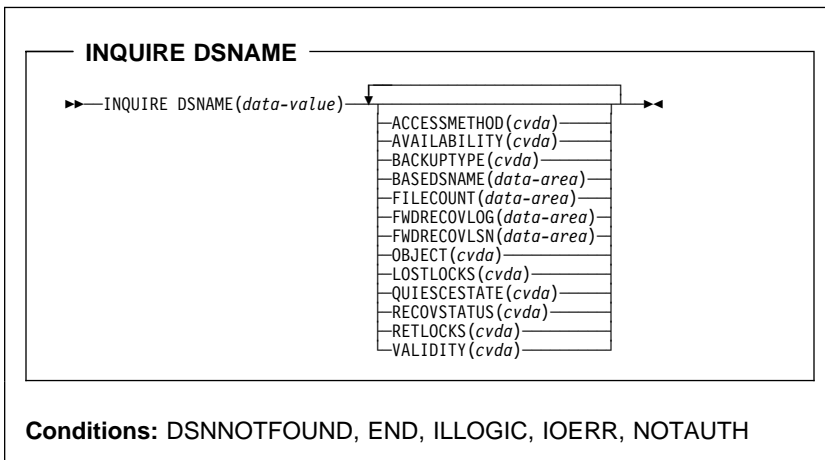 INQUIRE DSNAME
INQUIRE DSNAME(data-value)
ACCESSMETHOD(cvda)
AVAILABILITY(cvda)
BACKUPTYPE(cvda)
BASEDSNAME(data-area)
FILECOUNT(data-area)
FWDRECOVLOG(data-area)
FWDRECOVLSN(data-area)
OBJECT(cvda)
LOSTLOCKS(cvda)
QUIESCESTATE(cvda)
RECOVSTATUS(cvda)
RETLOCKS(cvda)
VALIDITY(cvda)
Conditions: DSNNOTFOUND, END, ILLOGIC, IOERR, NOTAUTH